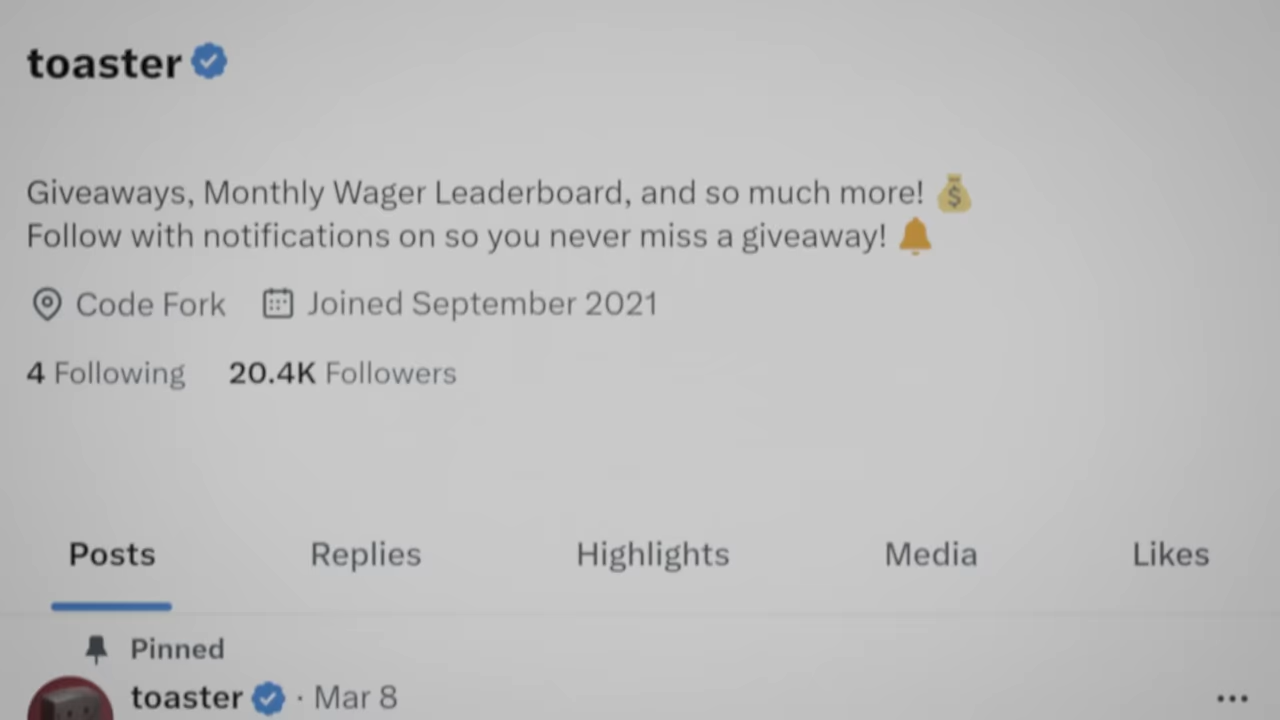 toaster
Giveaways, Monthly Wager Leaderboard, and so much more! 💰
Follow with notifications on so you never miss a giveaway! 🔔
Code Fork Joined September 2021
4 Following 20.4K Followers
Posts Replies Highlights Media Likes
Pinned
toaster · Mar 8